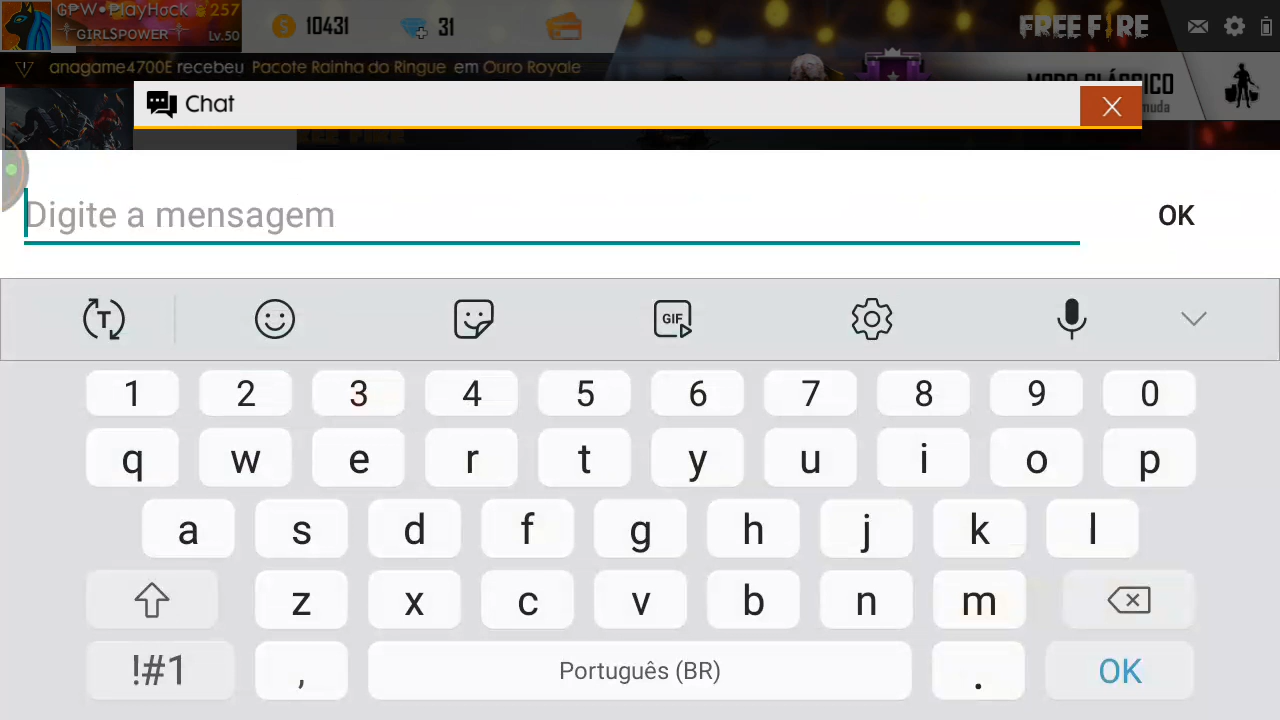 GPW•PlayHock 257
GIRLSPOWER
Lv.50
10431
31
FREE FIRE
anagame4700E recebeu Pacote Rainha do Ringue em Ouro Royale
Chat
Digite a mensagem
OK
T
GIF
1 2 3 4 5 6 7 8 9 0
q w e r t y u i o p
a s d f g h j k l
z x c v b n m
!#1 , Português (BR) . OK